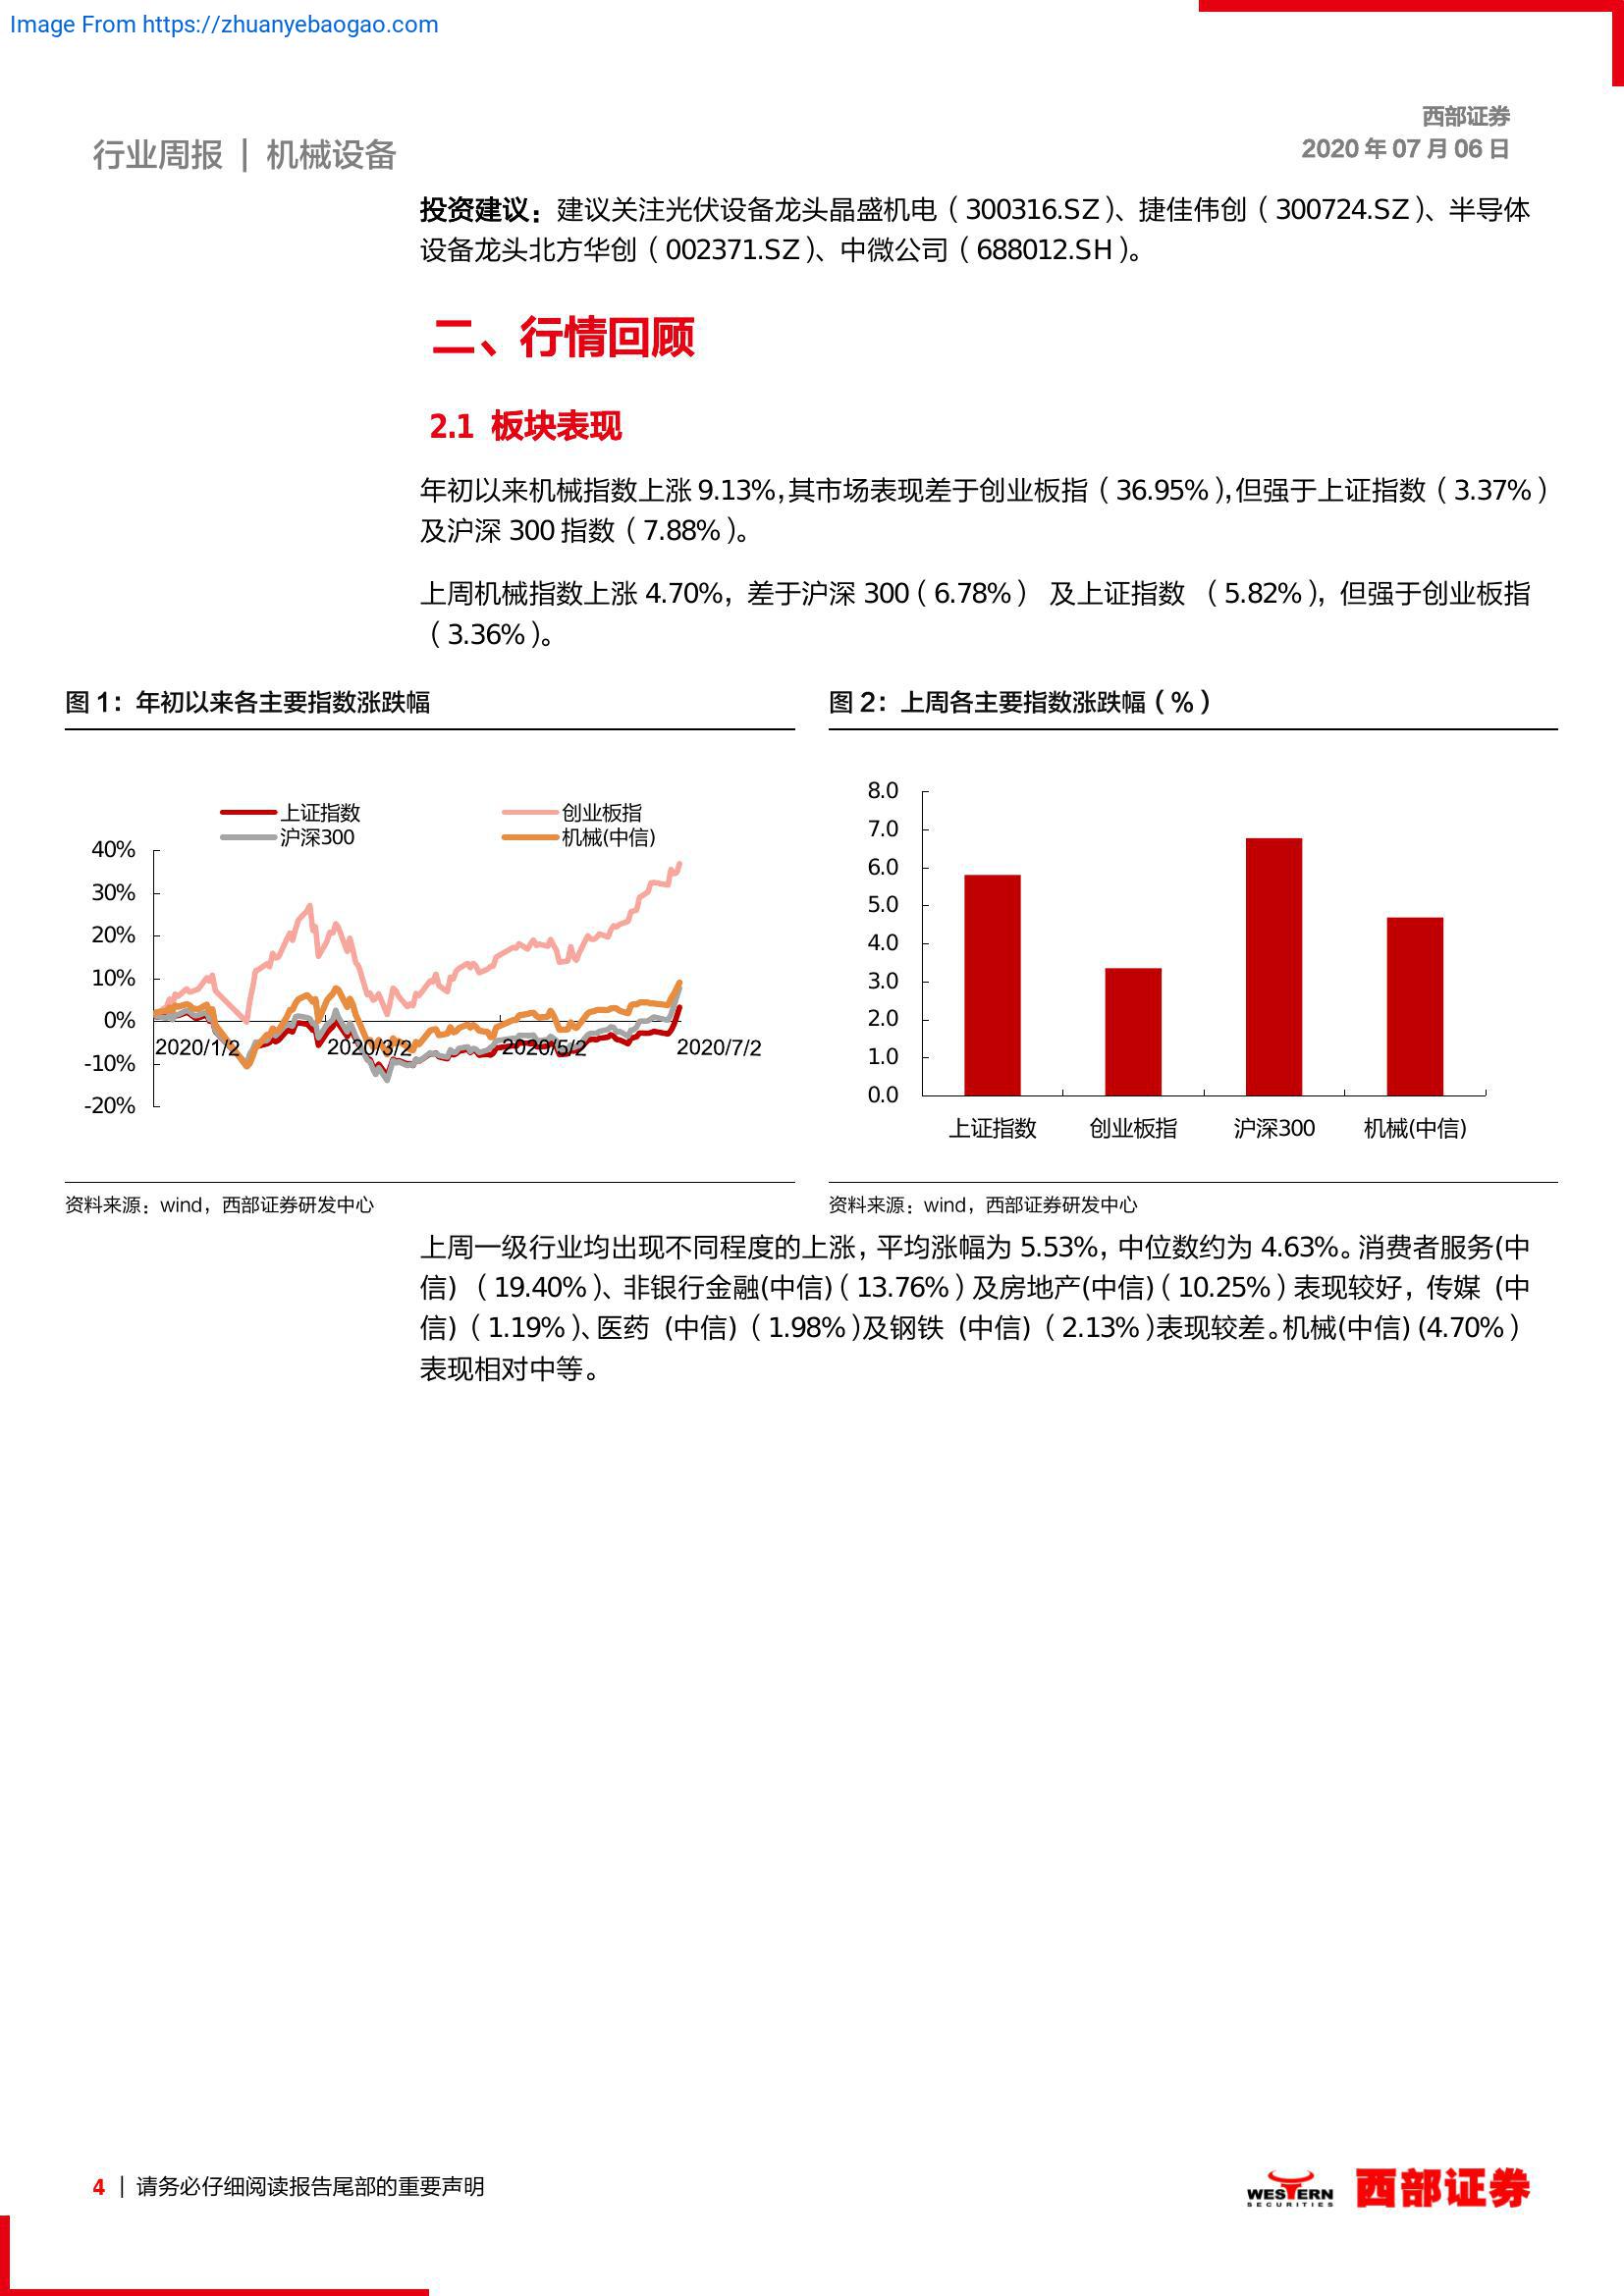 Image From https://zhuanyebaogao.com
西部证券
2020 年 07 月 06 日
行业周报 | 机械设备
投资建议：建议关注光伏设备龙头晶盛机电（300316.SZ）、捷佳伟创（300724.SZ）、半导体
设备龙头北方华创（002371.SZ）、中微公司（688012.SH）。
二、行情回顾
2.1 板块表现
年初以来机械指数上涨 9.13%，其市场表现差于创业板指（36.95%），但强于上证指数（3.37%）
及沪深 300 指数（7.88%）。
上周机械指数上涨 4.70%，差于沪深 300（6.78%） 及上证指数 （5.82%），但强于创业板指
（3.36%）。
图 1：年初以来各主要指数涨跌幅
上证指数 创业板指
沪深300 机械(中信)
40%
30%
20%
10%
0%
-10%
-20%
2020/1/2 2020/3/2 2020/5/2 2020/7/2
资料来源：wind，西部证券研发中心
图 2：上周各主要指数涨跌幅（%）
8.0
7.0
6.0
5.0
4.0
3.0
2.0
1.0
0.0
上证指数 创业板指 沪深300 机械(中信)
资料来源：wind，西部证券研发中心
上周一级行业均出现不同程度的上涨，平均涨幅为 5.53%，中位数约为 4.63%。消费者服务(中
信) （19.40%）、非银行金融(中信)（13.76%）及房地产(中信)（10.25%）表现较好，传媒 (中
信)（1.19%）、医药 (中信)（1.98%）及钢铁 (中信)（2.13%）表现较差。机械(中信) (4.70%）
表现相对中等。
4 | 请务必仔细阅读报告尾部的重要声明
WESTERN
SECURITIES
西部证券